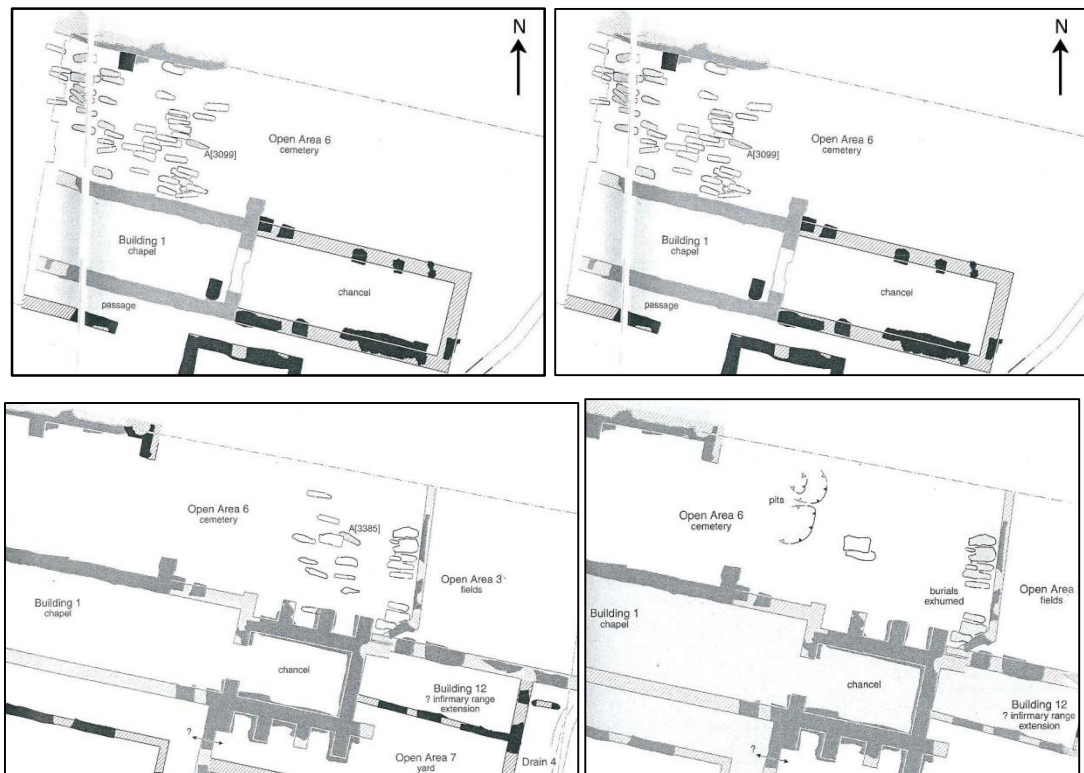 N
Open Area 6
cemetery
A[3099]
Building 1
chapel
chancel
passage
N
Open Area 6
cemetery
A[3099]
Building 1
chapel
chancel
passage
Open Area 6
cemetery
A[3385]
Open Area 3
fields
Building 1
chapel
chancel
Building 12
? infirmary range
extension
?
Open Area 7
yard
Drain 4
pits
Open Area 6
cemetery
burials
exhumed
Open Area
fields
Building 1
chapel
chancel
Building 12
? infirmary range
extension
?